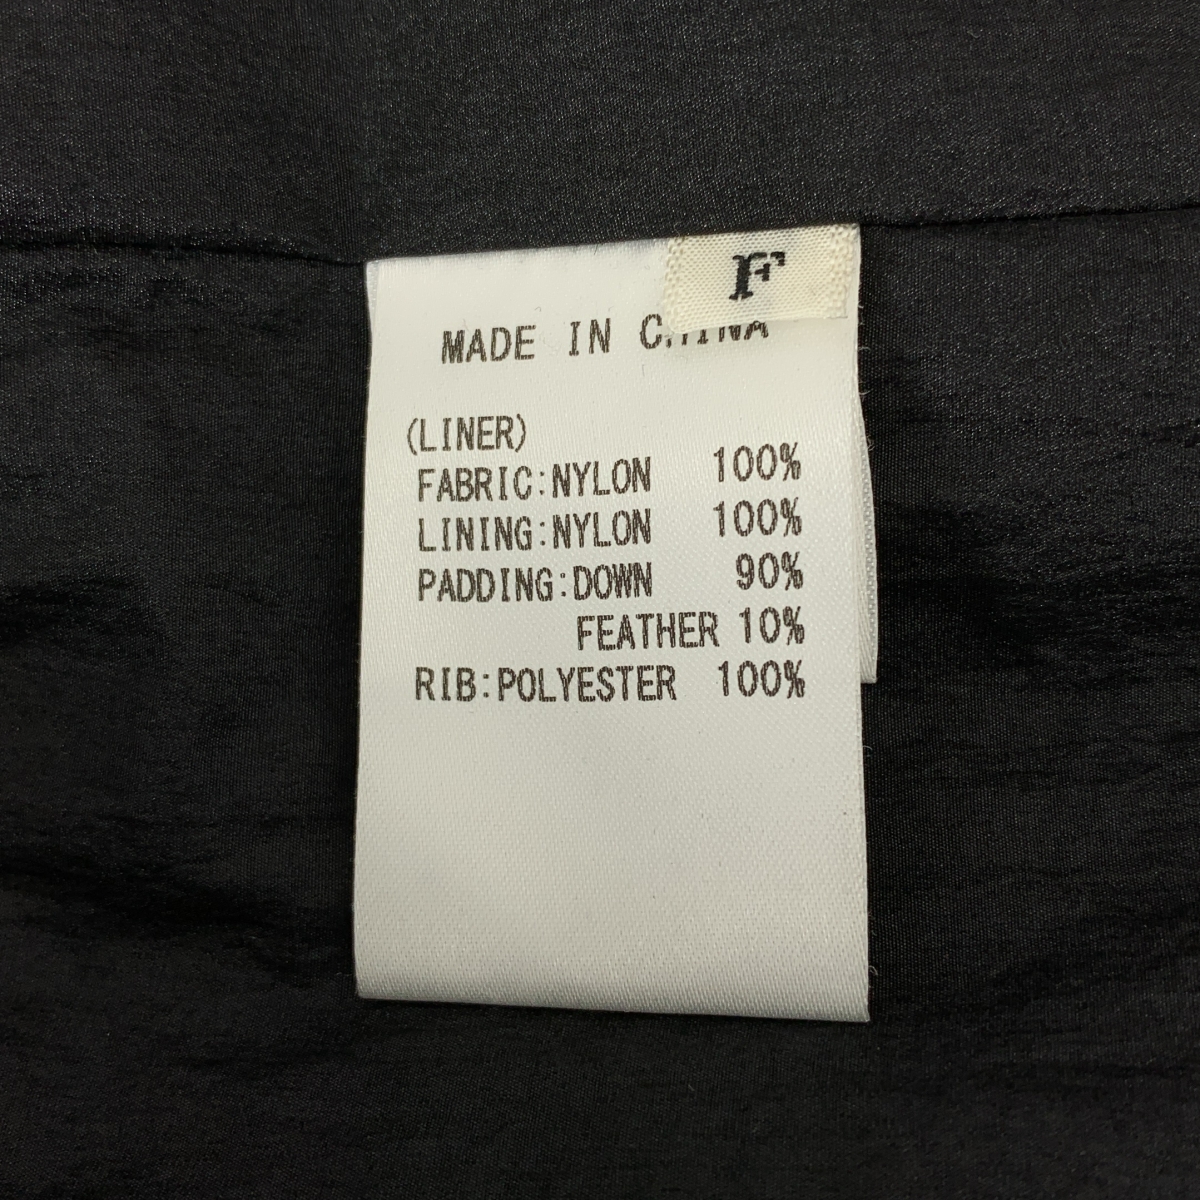 F
MADE IN CHINA
(LINER)
FABRIC:NYLON 100%
LINING:NYLON 100%
PADDING:DOWN 90%
FEATHER 10%
RIB:POLYESTER 100%